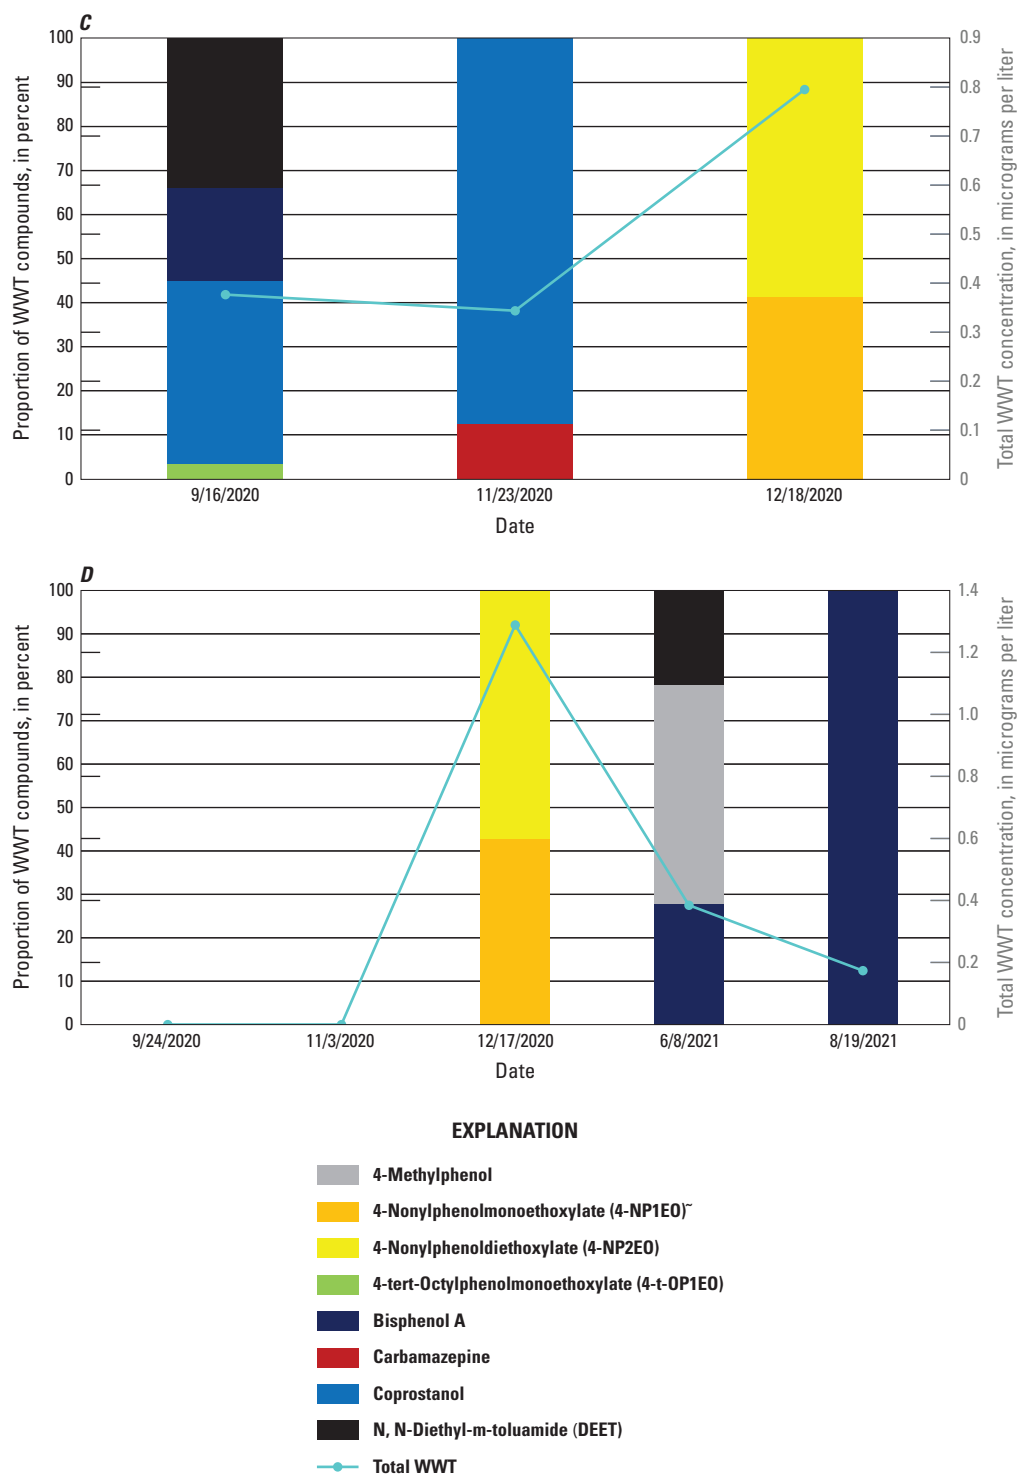 C
Proportion of WWT compounds, in percent
100
90
80
70
60
50
40
30
20
10
0
0.9
0.8
0.7
0.6
0.5
0.4
0.3
0.2
0.1
0
Total WWT concentration, in micrograms per liter
9/16/2020 11/23/2020 12/18/2020
Date
D
Proportion of WWT compounds, in percent
100
90
80
70
60
50
40
30
20
10
0
1.4
1.2
1.0
0.8
0.6
0.4
0.2
0
Total WWT concentration, in micrograms per liter
9/24/2020 11/3/2020 12/17/2020 6/8/2021 8/19/2021
Date
EXPLANATION
4-Methylphenol
4-Nonylphenolmonoethoxylate (4-NP1EO)~
4-Nonylphenoldiethoxylate (4-NP2EO)
4-tert-Octylphenolmonoethoxylate (4-t-OP1EO)
Bisphenol A
Carbamazepine
Coprostanol
N, N-Diethyl-m-toluamide (DEET)
Total WWT